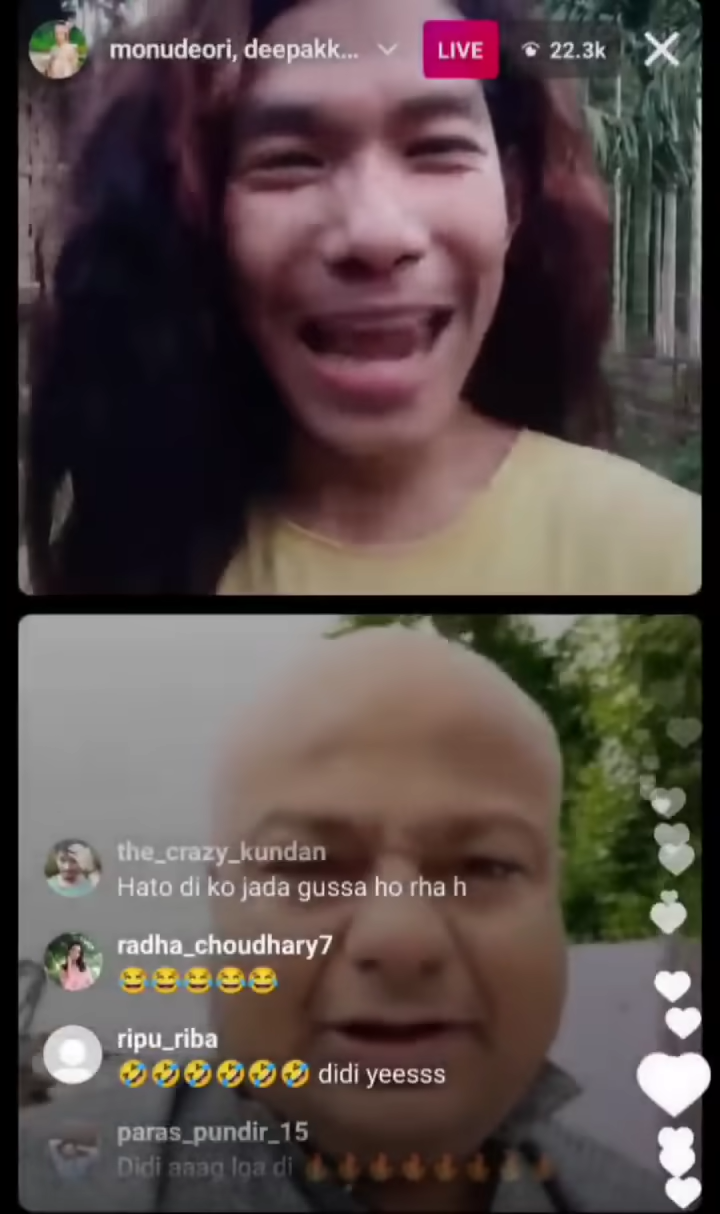 monudeori, deepakk...
LIVE
22.3k
the_crazy_kundan
Hato di ko jada gussa ho rha h
radha_choudhary7
😂😂😂😂😂
ripu_riba
🤣🤣🤣🤣🤣🤣 didi yeesss
paras_pundir_15
Didi aaag lga di 🔥🔥🔥🔥🔥🔥🔥🔥